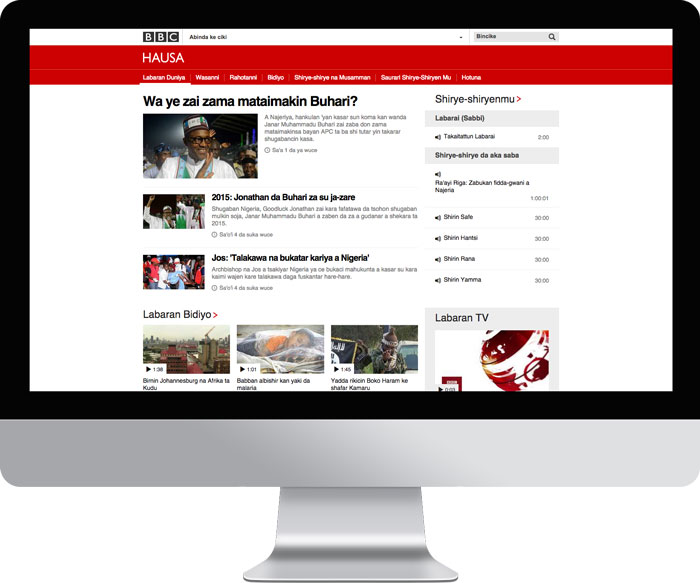 BBC Abinda ke ciki Bincike
HAUSA
Labaran Duniya Wasanni Rahotanni Bidiyo Shirye-shirye na Musamman Saurari Shirye-Shiryen Mu Hotuna
Wa ye zai zama mataimakin Buhari?
A Najeriya, hankulan 'yan kasar sun koma kan wanda
Janar Muhammadu Buhari zai zaba don zama
mataimakinsa bayan APC ta ba shi tutar yin takarar
shugabancin kasa.
Sa'a 1 da ya wuce
2015: Jonathan da Buhari za su ja-zare
Shugaban Nigeria, Goodluck Jonathan zai kara fafatawa da tsohon shugaban
mulkin soja, Janar Muhammadu Buhari a zaben da za a gudanar a shekara ta
2015.
Sa'o'i 4 da suka wuce
Jos: 'Talakawa na bukatar kariya a Nigeria'
Archbishop na Jos a tsakiyar Nigeria ya ce bukaci mahukunta a kasar su kara
kaimi wajen kare talakawa daga fuskantar hare-hare.
Sa'o'i 4 da suka wuce
Labaran Bidiyo
1:38
Birnin Johannesburg na Afrika ta
Kudu
1:01
Babban albishir kan yaki da
malaria
1:45
Yadda rikicin Boko Haram ke
shafar Kamaru
Shirye-shiryenmu
Labarai (Sabbi)
Takaitattun Labarai 2:00
Shirye-shirye da aka saba
Ra'ayi Riga: Zabukan fidda-gwani a
Najeria
1:00:01
Shirin Safe 30:00
Shirin Hantsi 30:00
Shirin Rana 30:00
Shirin Yamma 30:00
Labaran TV
0:03